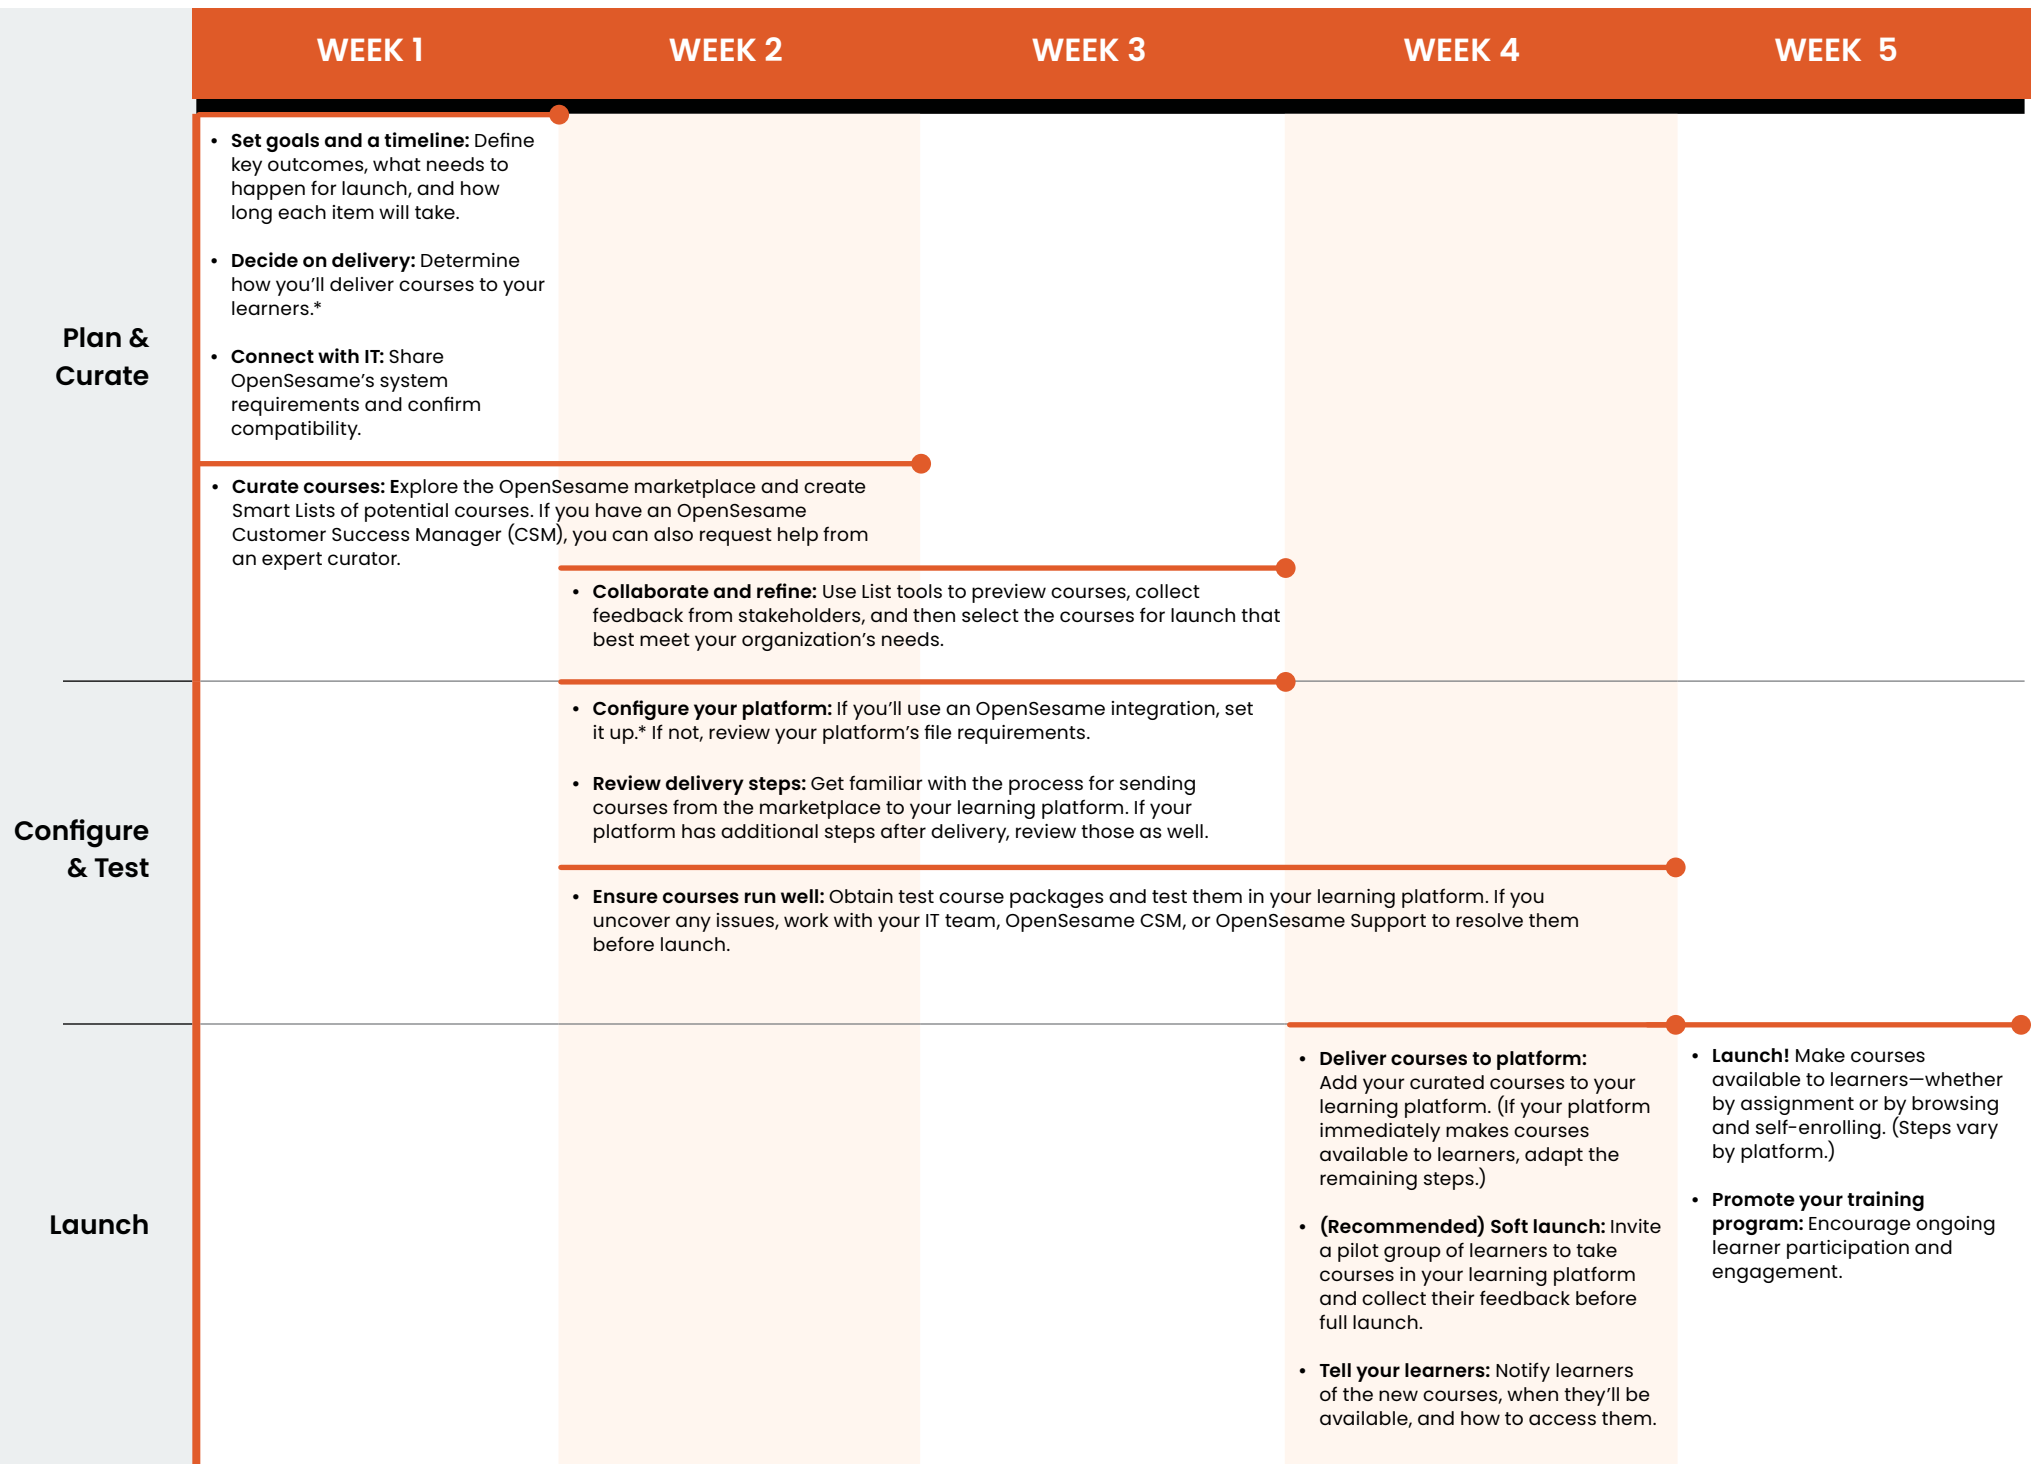 WEEK 1
WEEK 2
WEEK 3
WEEK 4
WEEK 5
Plan &
Curate
• Set goals and a timeline: Define
key outcomes, what needs to
happen for launch, and how
long each item will take.
• Decide on delivery: Determine
how you’ll deliver courses to your
learners.*
• Connect with IT: Share
OpenSesame’s system
requirements and confirm
compatibility.
• Curate courses: Explore the OpenSesame marketplace and create
Smart Lists of potential courses. If you have an OpenSesame
Customer Success Manager (CSM), you can also request help from
an expert curator.
• Collaborate and refine: Use List tools to preview courses, collect
feedback from stakeholders, and then select the courses for launch that
best meet your organization’s needs.
Configure
& Test
• Configure your platform: If you’ll use an OpenSesame integration, set
it up.* If not, review your platform’s file requirements.
• Review delivery steps: Get familiar with the process for sending
courses from the marketplace to your learning platform. If your
platform has additional steps after delivery, review those as well.
• Ensure courses run well: Obtain test course packages and test them in your learning platform. If you
uncover any issues, work with your IT team, OpenSesame CSM, or OpenSesame Support to resolve them
before launch.
Launch
• Deliver courses to platform:
Add your curated courses to your
learning platform. (If your platform
immediately makes courses
available to learners, adapt the
remaining steps.)
• (Recommended) Soft launch: Invite
a pilot group of learners to take
courses in your learning platform
and collect their feedback before
full launch.
• Tell your learners: Notify learners
of the new courses, when they’ll be
available, and how to access them.
• Launch! Make courses
available to learners—whether
by assignment or by browsing
and self-enrolling. (Steps vary
by platform.)
• Promote your training
program: Encourage ongoing
learner participation and
engagement.